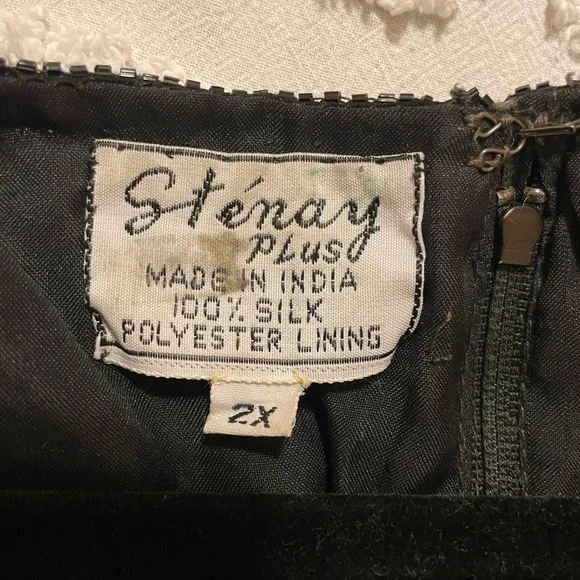 Sténay
PLUS
MADE IN INDIA
100% SILK
POLYESTER LINING
2X